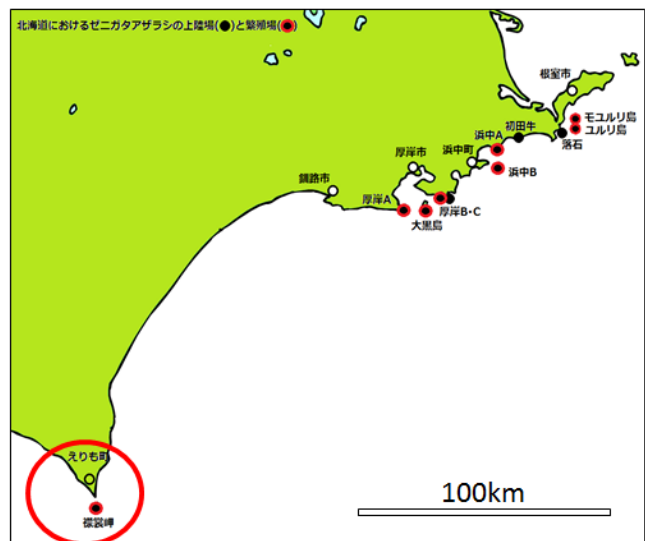 北海道におけるゼニガタアザラシの上陸場(●)と繁殖場(●)
根室市
モユルリ島
ユルリ島
初田牛
落石
浜中A
浜中町
厚岸市
浜中B
釧路市
厚岸A
厚岸B・C
大黒島
えりも町
襟裳岬
100km